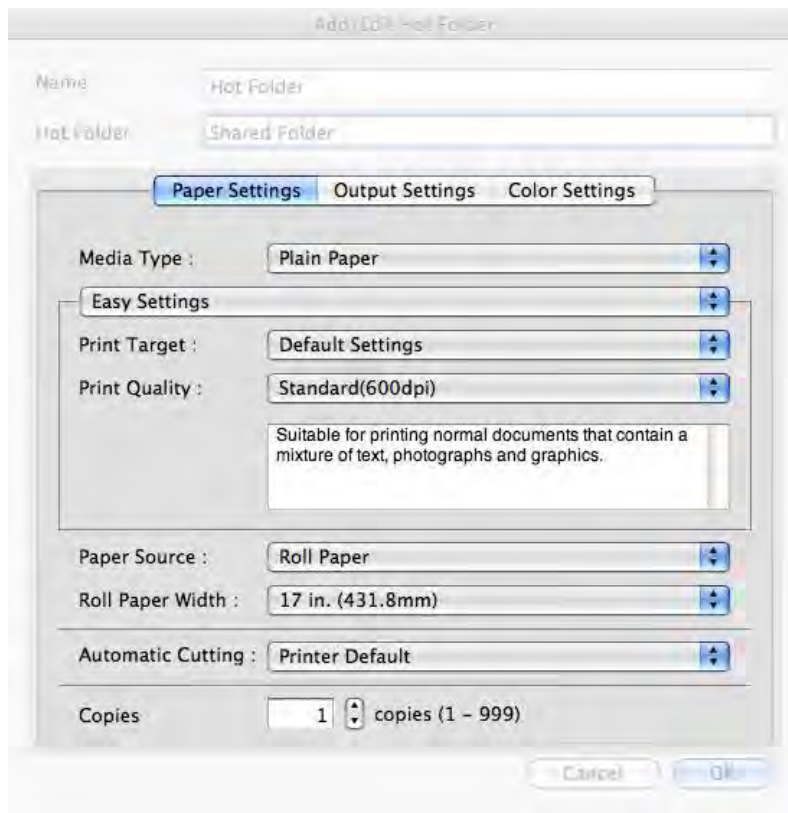 Add/Edit Hot Folder
Name Hot Folder
Hot Folder Shared Folder
Paper Settings Output Settings Color Settings
Media Type : Plain Paper
Easy Settings
Print Target : Default Settings
Print Quality : Standard(600dpi)
Suitable for printing normal documents that contain a
mixture of text, photographs and graphics.
Paper Source : Roll Paper
Roll Paper Width : 17 in. (431.8mm)
Automatic Cutting : Printer Default
Copies 1 copies (1 – 999)
Cancel OK